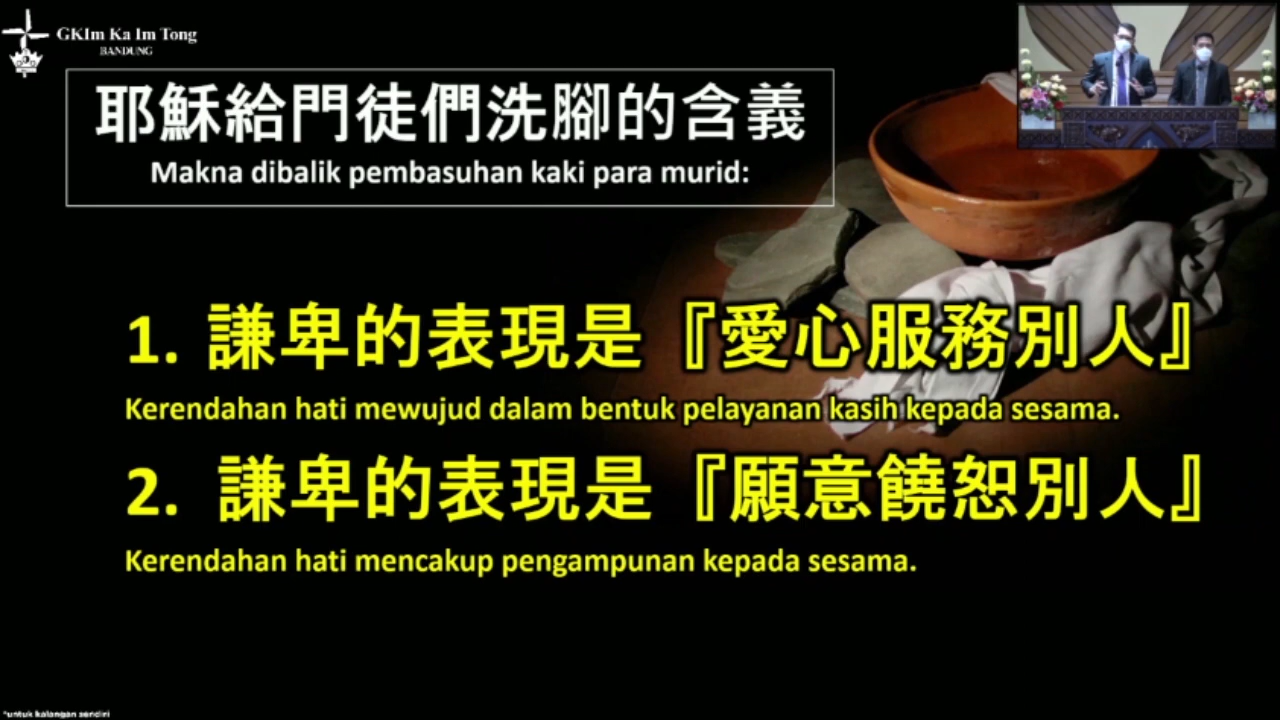 GKIm Ka Im Tong
BANDUNG
耶穌給門徒們洗腳的含義
Makna dibalik pembasuhan kaki para murid:
1. 謙卑的表現是『愛心服務別人』
Kerendahan hati mewujud dalam bentuk pelayanan kasih kepada sesama.
2. 謙卑的表現是『願意饒恕別人』
Kerendahan hati mencakup pengampunan kepada sesama.
*untuk kalangan sendiri